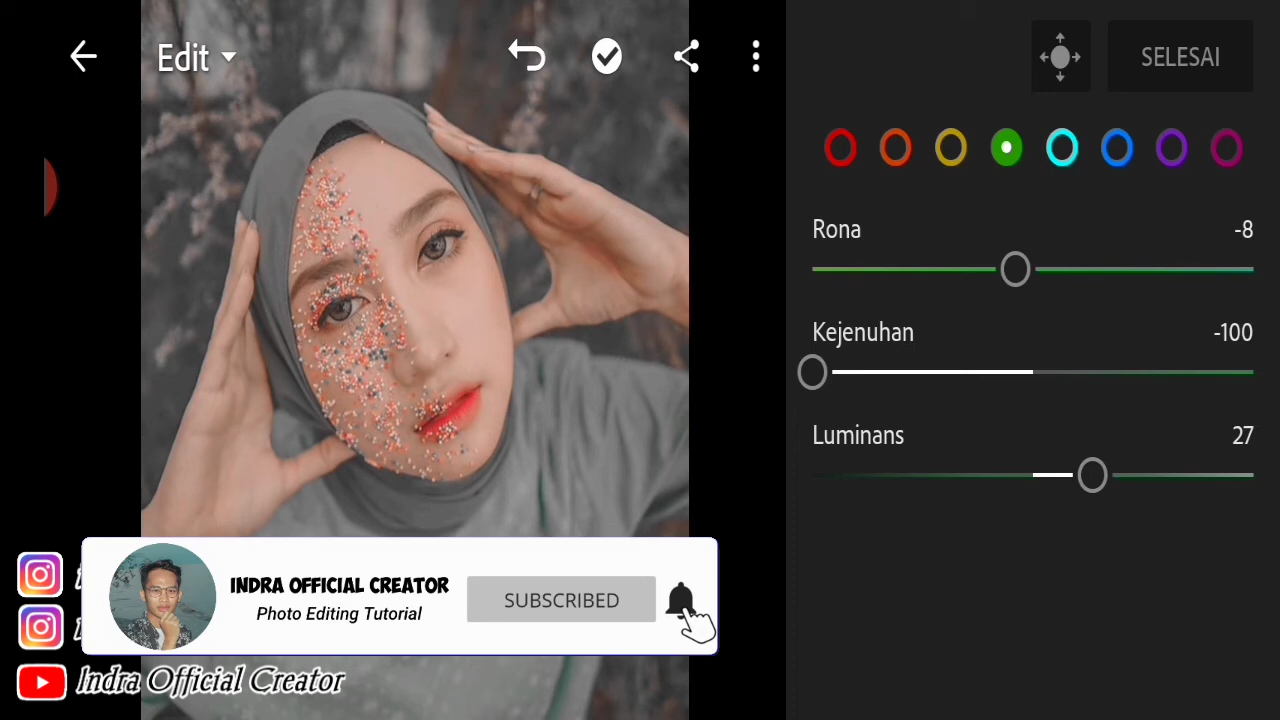 Edit
SELESAI
Rona -8
Kejenuhan -100
Luminans 27
INDRA OFFICIAL CREATOR
Photo Editing Tutorial
SUBSCRIBED
Indra Official Creator